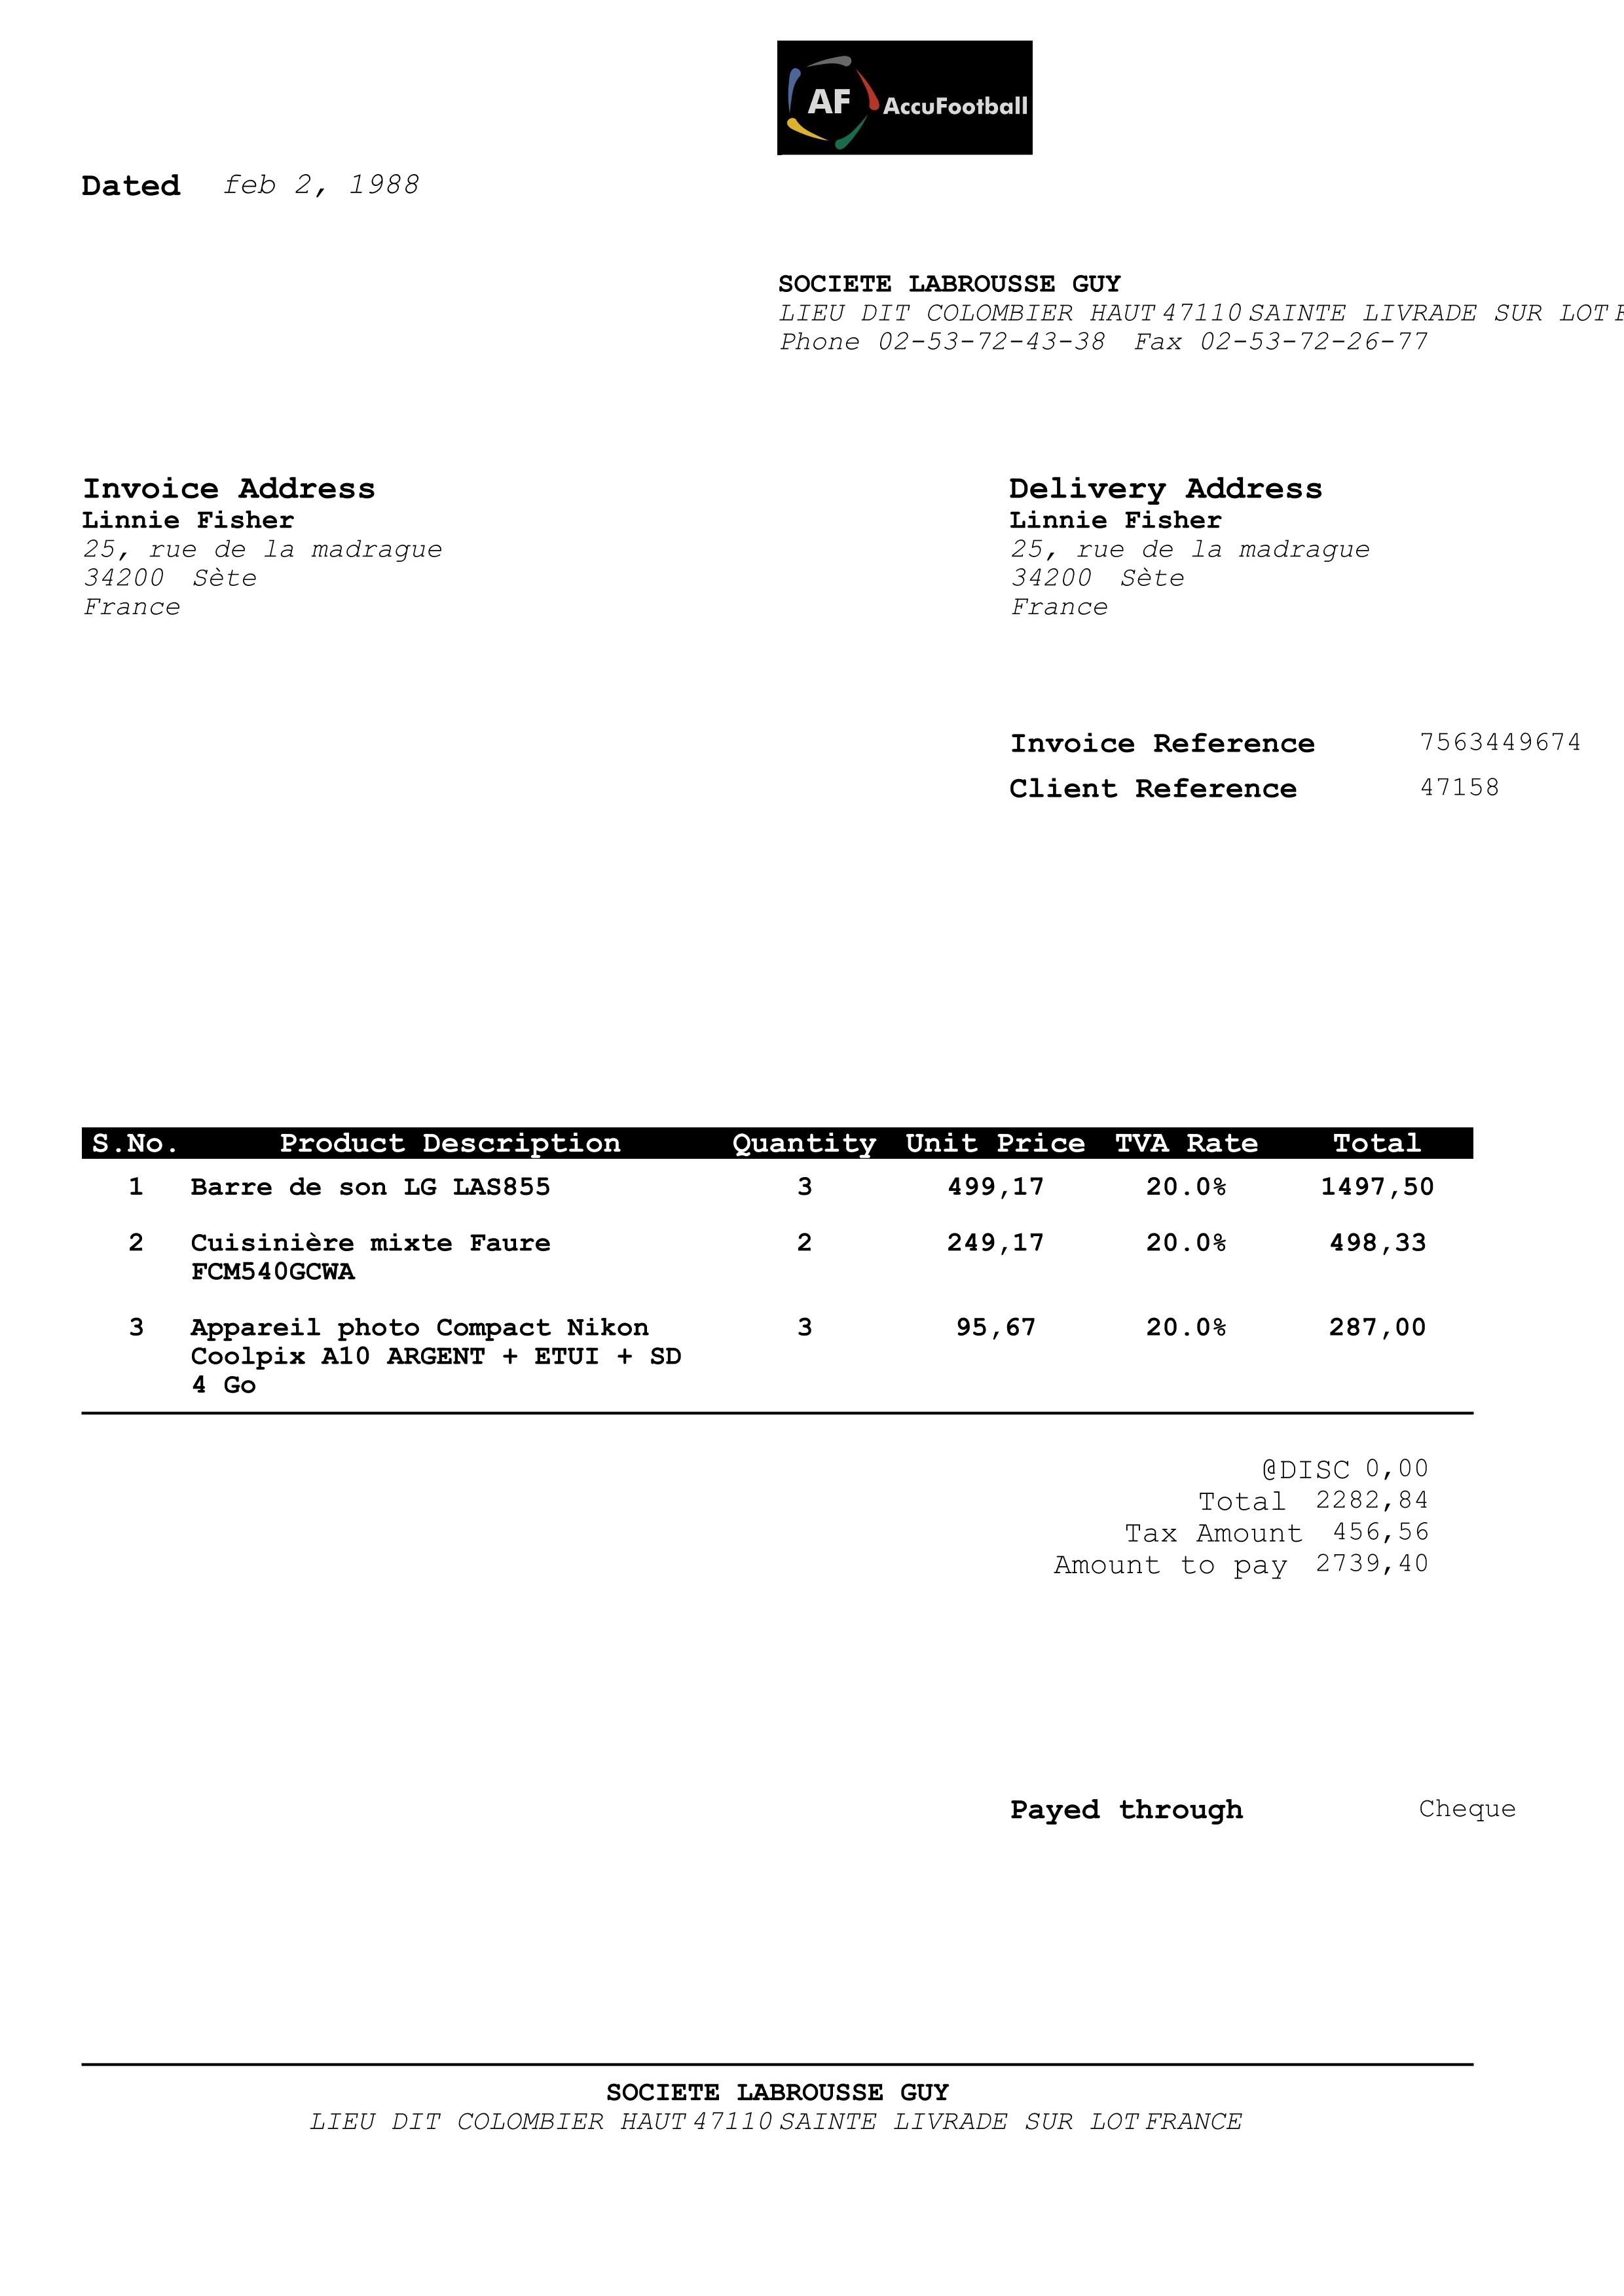 AF AccuFootball
Dated feb 2, 1988
SOCIETE LABROUSSE GUY
LIEU DIT COLOMBIER HAUT 47110 SAINTE LIVRADE SUR LOT F
Phone 02-53-72-43-38 Fax 02-53-72-26-77
Invoice Address
Linnie Fisher
25, rue de la madrague
34200 Sète
France
Delivery Address
Linnie Fisher
25, rue de la madrague
34200 Sète
France
Invoice Reference 7563449674
Client Reference 47158
S.No. Product Description Quantity Unit Price TVA Rate Total
1 Barre de son LG LAS855 3 499,17 20.0% 1497,50
2 Cuisinière mixte Faure 2 249,17 20.0% 498,33
FCM540GCWA
3 Appareil photo Compact Nikon 3 95,67 20.0% 287,00
Coolpix A10 ARGENT + ETUI + SD
4 Go
@DISC 0,00
Total 2282,84
Tax Amount 456,56
Amount to pay 2739,40
Payed through Cheque
SOCIETE LABROUSSE GUY
LIEU DIT COLOMBIER HAUT 47110 SAINTE LIVRADE SUR LOT FRANCE